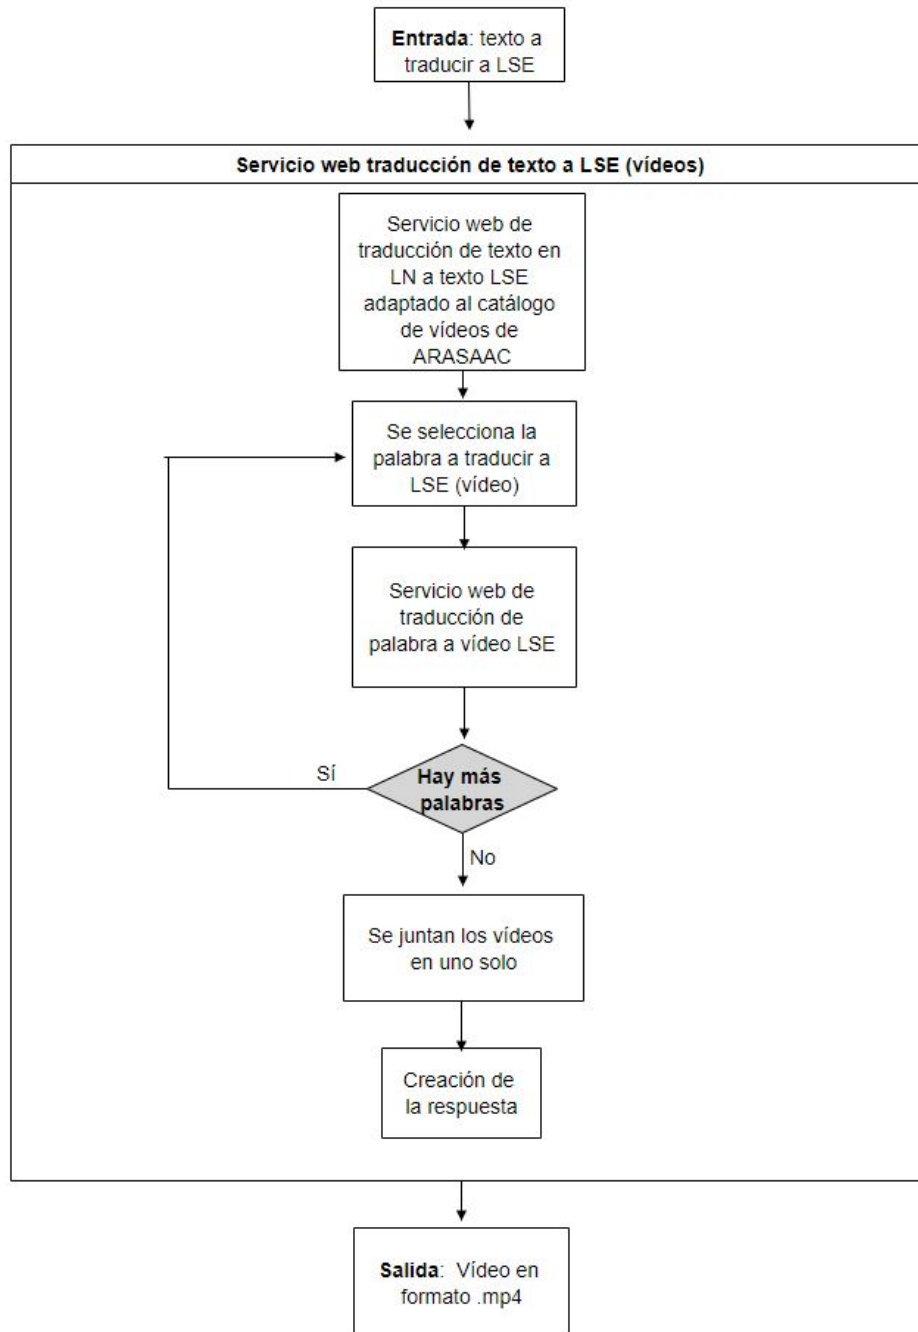 Entrada: texto a
traducir a LSE
Servicio web traducción de texto a LSE (vídeos)
Servicio web de
traducción de texto en
LN a texto LSE
adaptado al catálogo
de vídeos de
ARASAAC
Se selecciona la
palabra a traducir a
LSE (vídeo)
Servicio web de
traducción de
palabra a vídeo LSE
Hay más
palabras
Sí
No
Se juntan los vídeos
en uno solo
Creación de
la respuesta
Salida: Vídeo en
formato .mp4